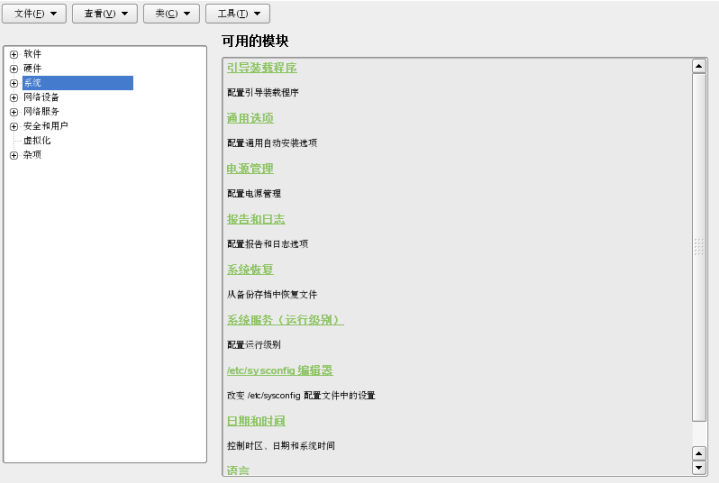 文件(F) 查看(V) 类(C) 工具(T)
可用的模块
软件
硬件
系统
网络设备
网络服务
安全和用户
虚拟化
杂项
引导装载程序
配置引导装载程序
通用选项
配置通用自动安装选项
电源管理
配置电源管理
报告和日志
配置报告和日志选项
系统恢复
从备份存档中恢复文件
系统服务（运行级别）
配置运行级别
/etc/sysconfig 编辑器
改变 /etc/sysconfig 配置文件中的设置
日期和时间
控制时区、日期和系统时间
语言